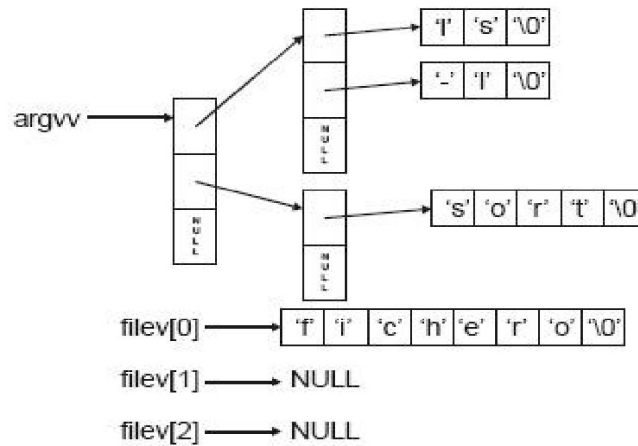 'l' 's' '\0'
'-' 'l' '\0'
argvv
NULL
NULL
's' 'o' 'r' 't' '\0'
NULL
filev[0] 'f' 'i' 'c' 'h' 'e' 'r' 'o' '\0'
filev[1] NULL
filev[2] NULL